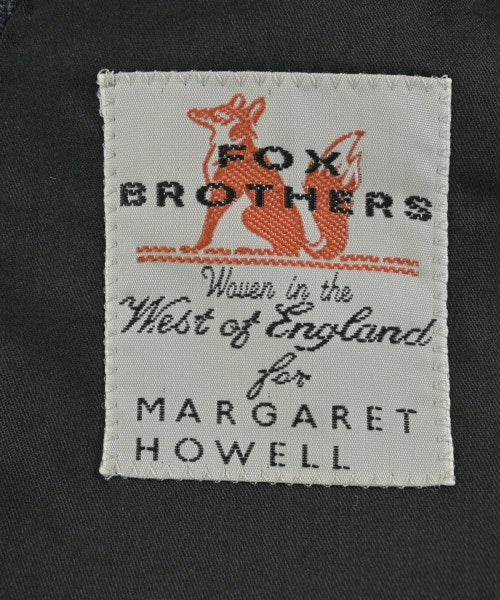 FOX
BROTHERS
Woven in the
West of England
for
MARGARET
HOWELL